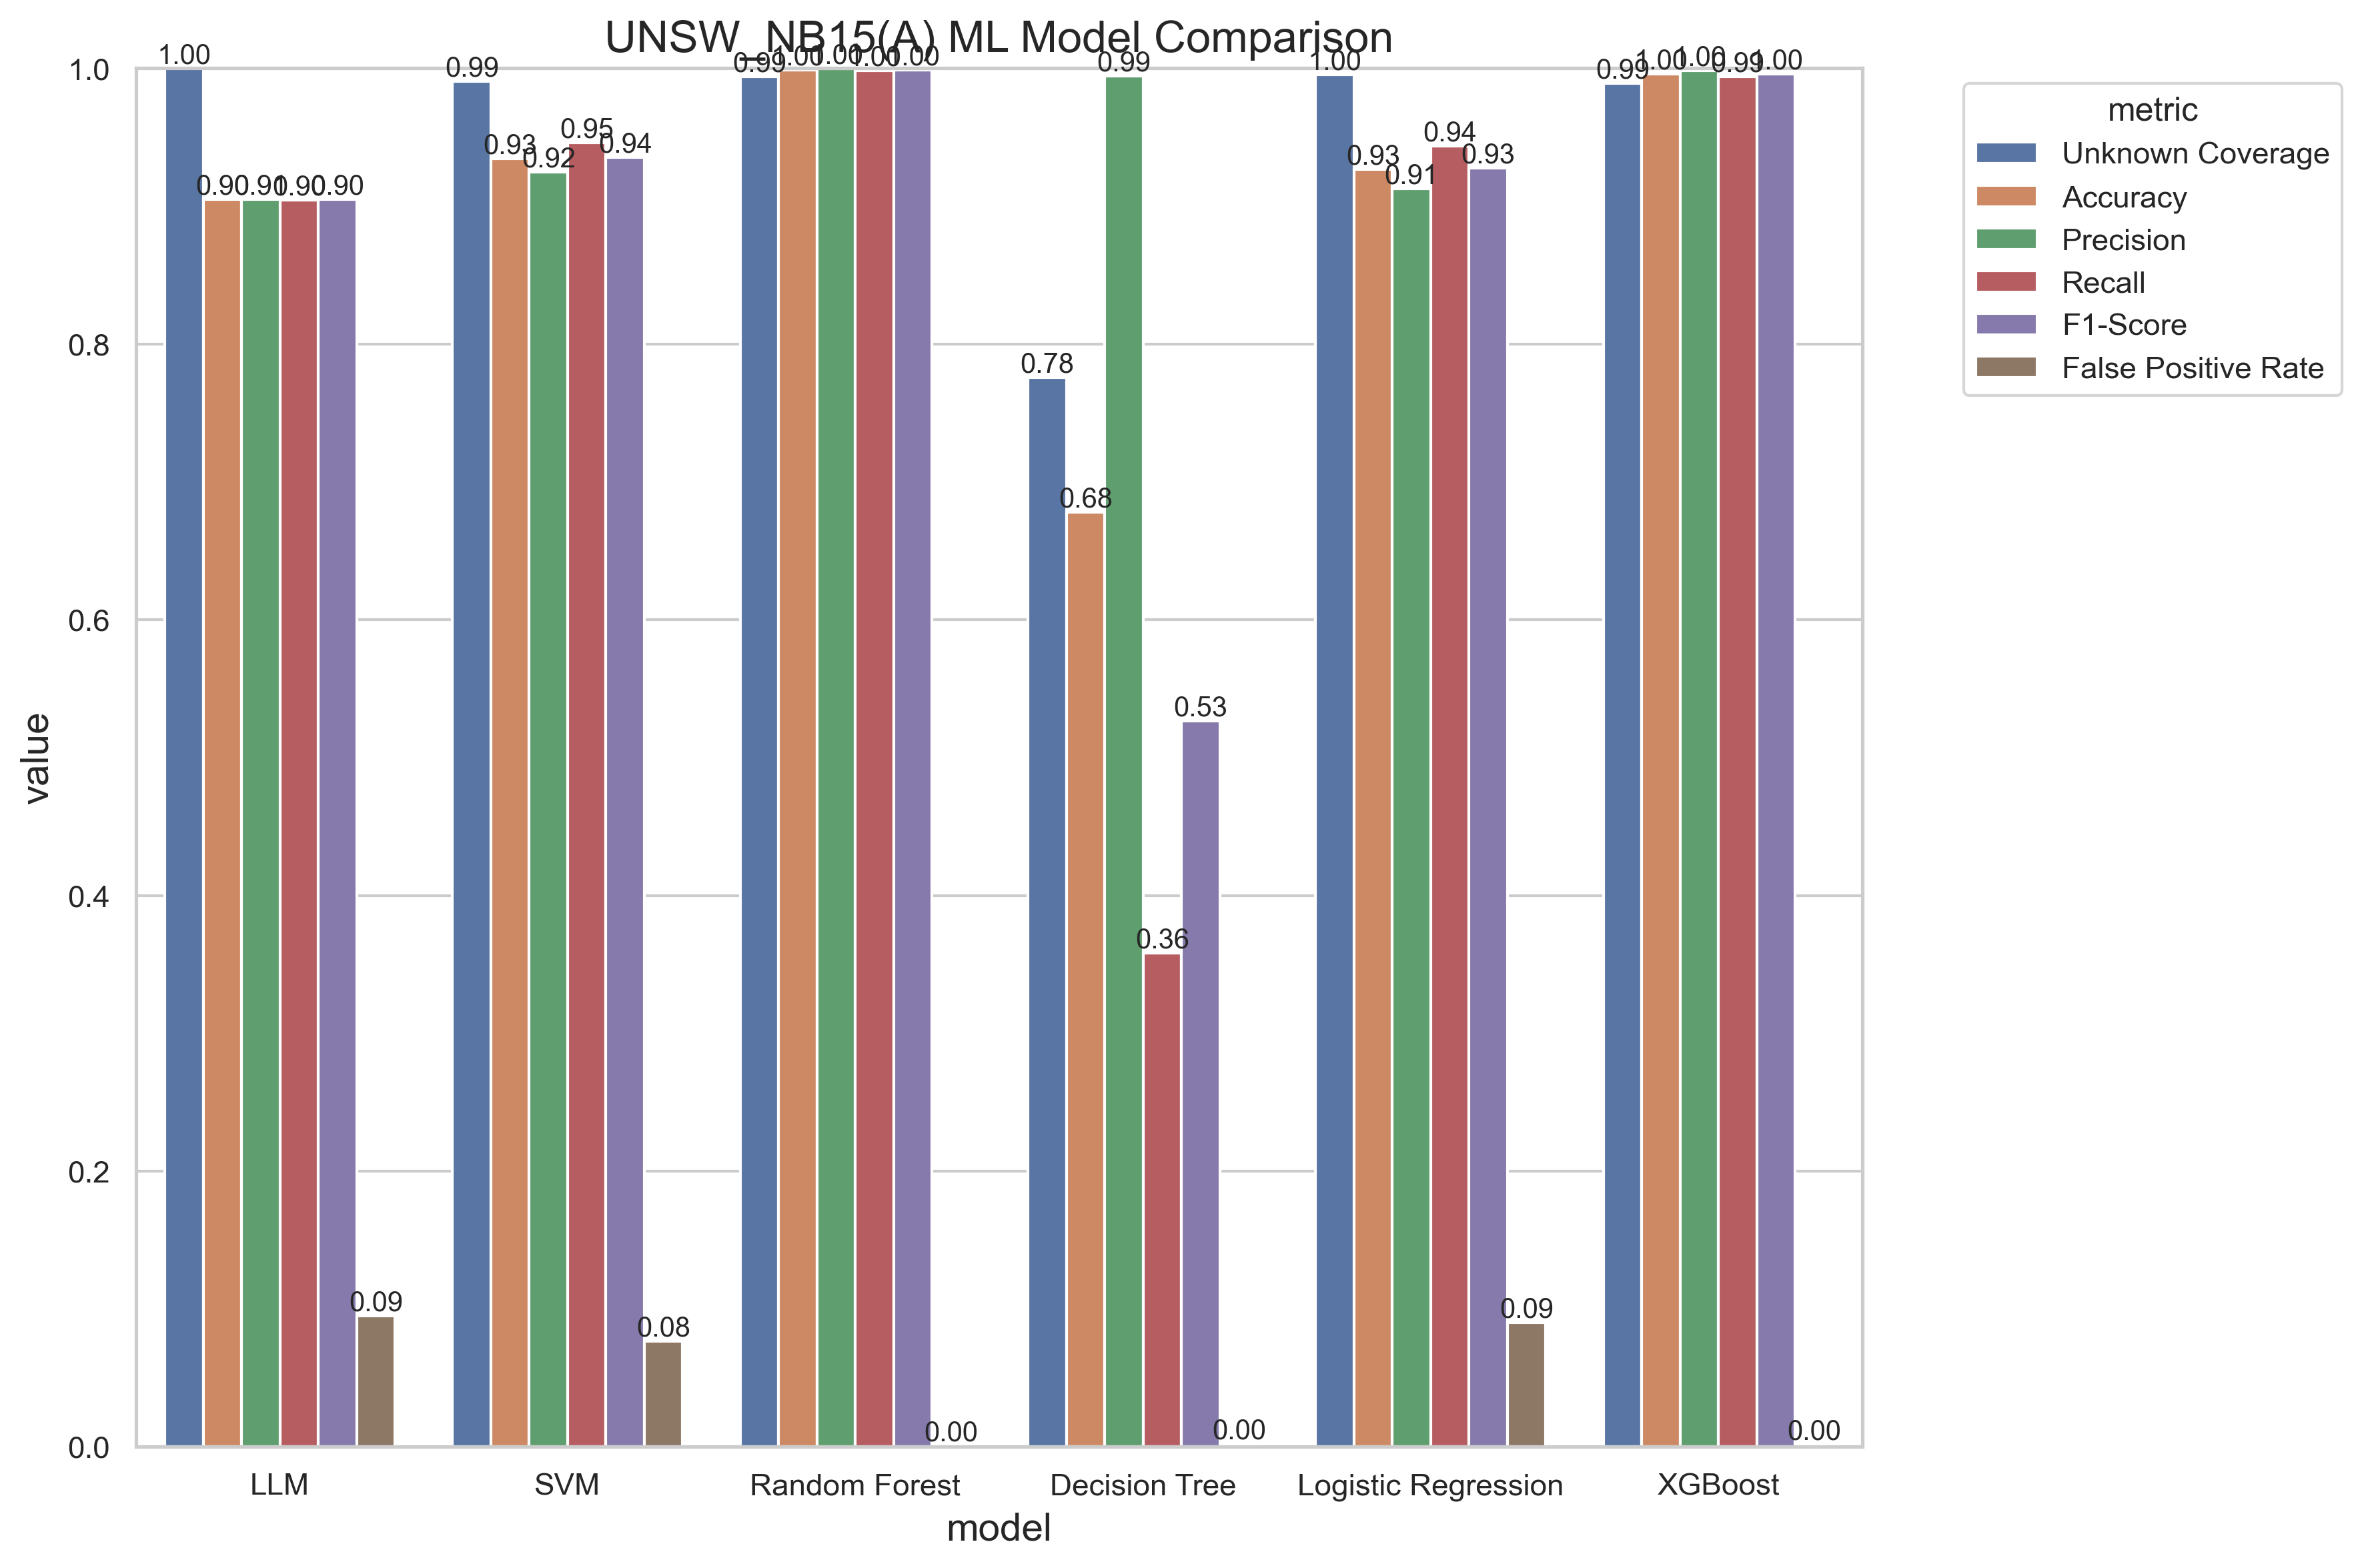 UNSW_NB15(A) ML Model Comparison
1.00
0.90
0.91
0.90
0.90
0.09
0.99
0.93
0.92
0.95
0.94
0.08
0.99
1.00
1.00
1.00
1.00
0.00
0.78
0.68
0.99
0.36
0.53
0.00
1.00
0.93
0.91
0.94
0.93
0.09
0.99
1.00
1.00
0.99
1.00
0.00
1.0
0.8
0.6
0.4
0.2
0.0
value
LLM
SVM
Random Forest
Decision Tree
Logistic Regression
XGBoost
model
metric
Unknown Coverage
Accuracy
Precision
Recall
F1-Score
False Positive Rate